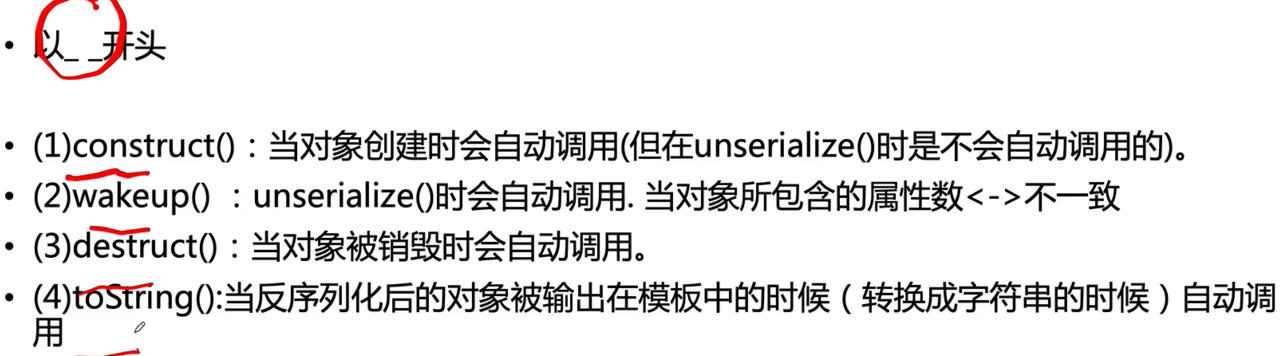 • 以_ _开头
• (1)construct()：当对象创建时会自动调用(但在unserialize()时是不会自动调用的)。
• (2)wakeup() ：unserialize()时会自动调用. 当对象所包含的属性数<->不一致
• (3)destruct()：当对象被销毁时会自动调用。
• (4)toString():当反序列化后的对象被输出在模板中的时候（转换成字符串的时候）自动调
用